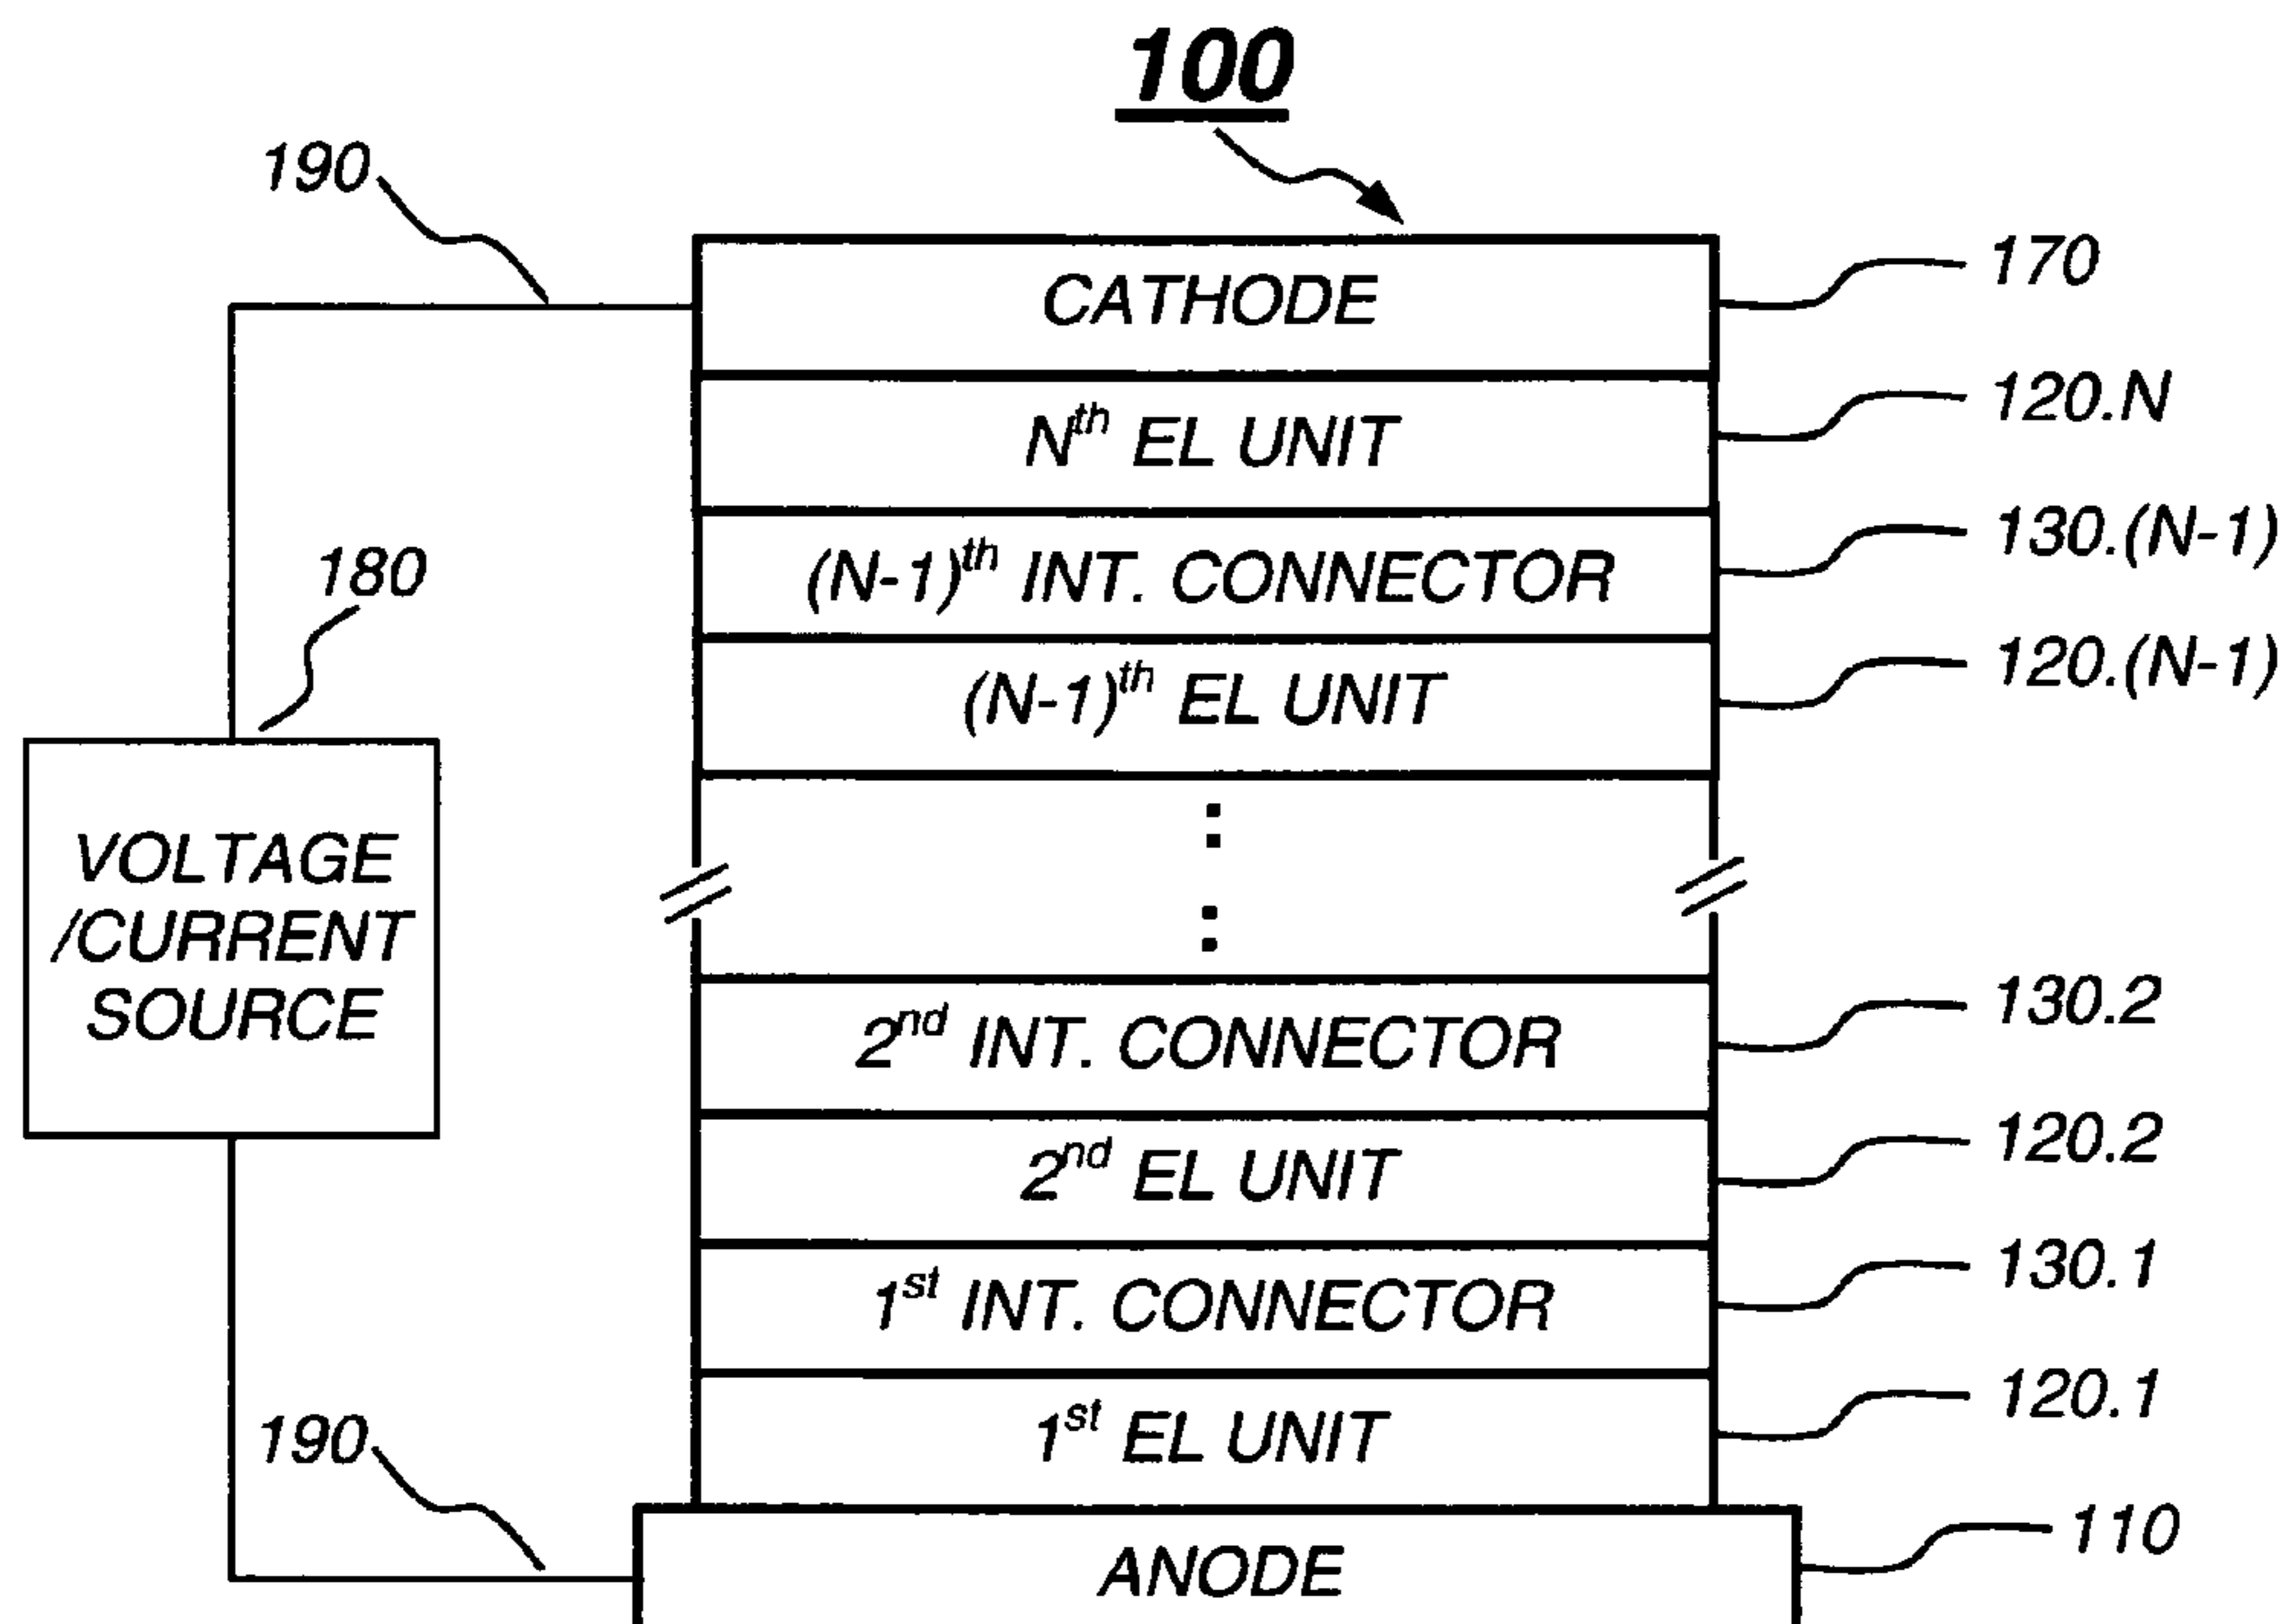 100
190
CATHODE
170
Nth EL UNIT
120.N
(N-1)th INT. CONNECTOR
130.(N-1)
180
(N-1)th EL UNIT
120.(N-1)
VOLTAGE
/CURRENT
SOURCE
2nd INT. CONNECTOR
130.2
2nd EL UNIT
120.2
1st INT. CONNECTOR
130.1
1st EL UNIT
120.1
190
ANODE
110